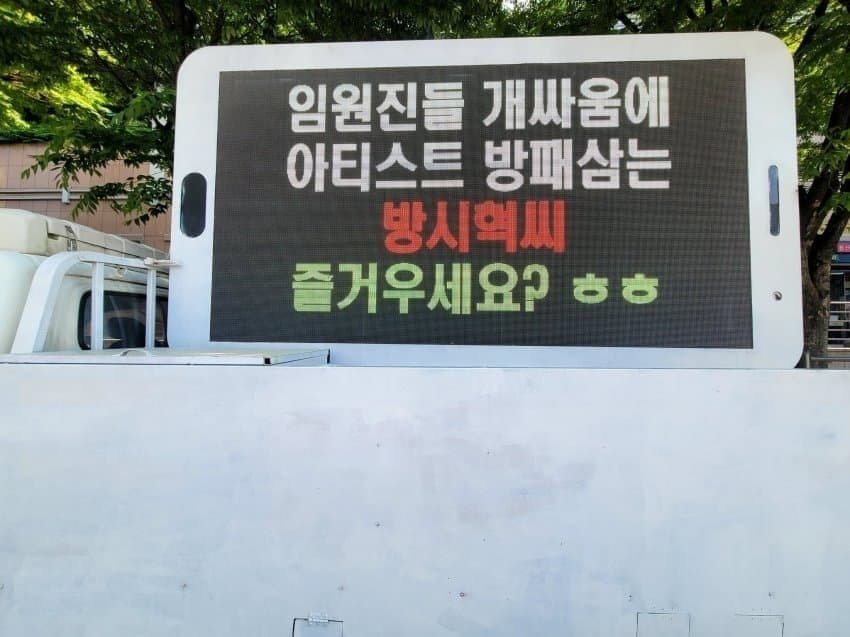 임원진들 개싸움에
아티스트 방패삼는
방시혁씨
즐거우세요? ㅎㅎ